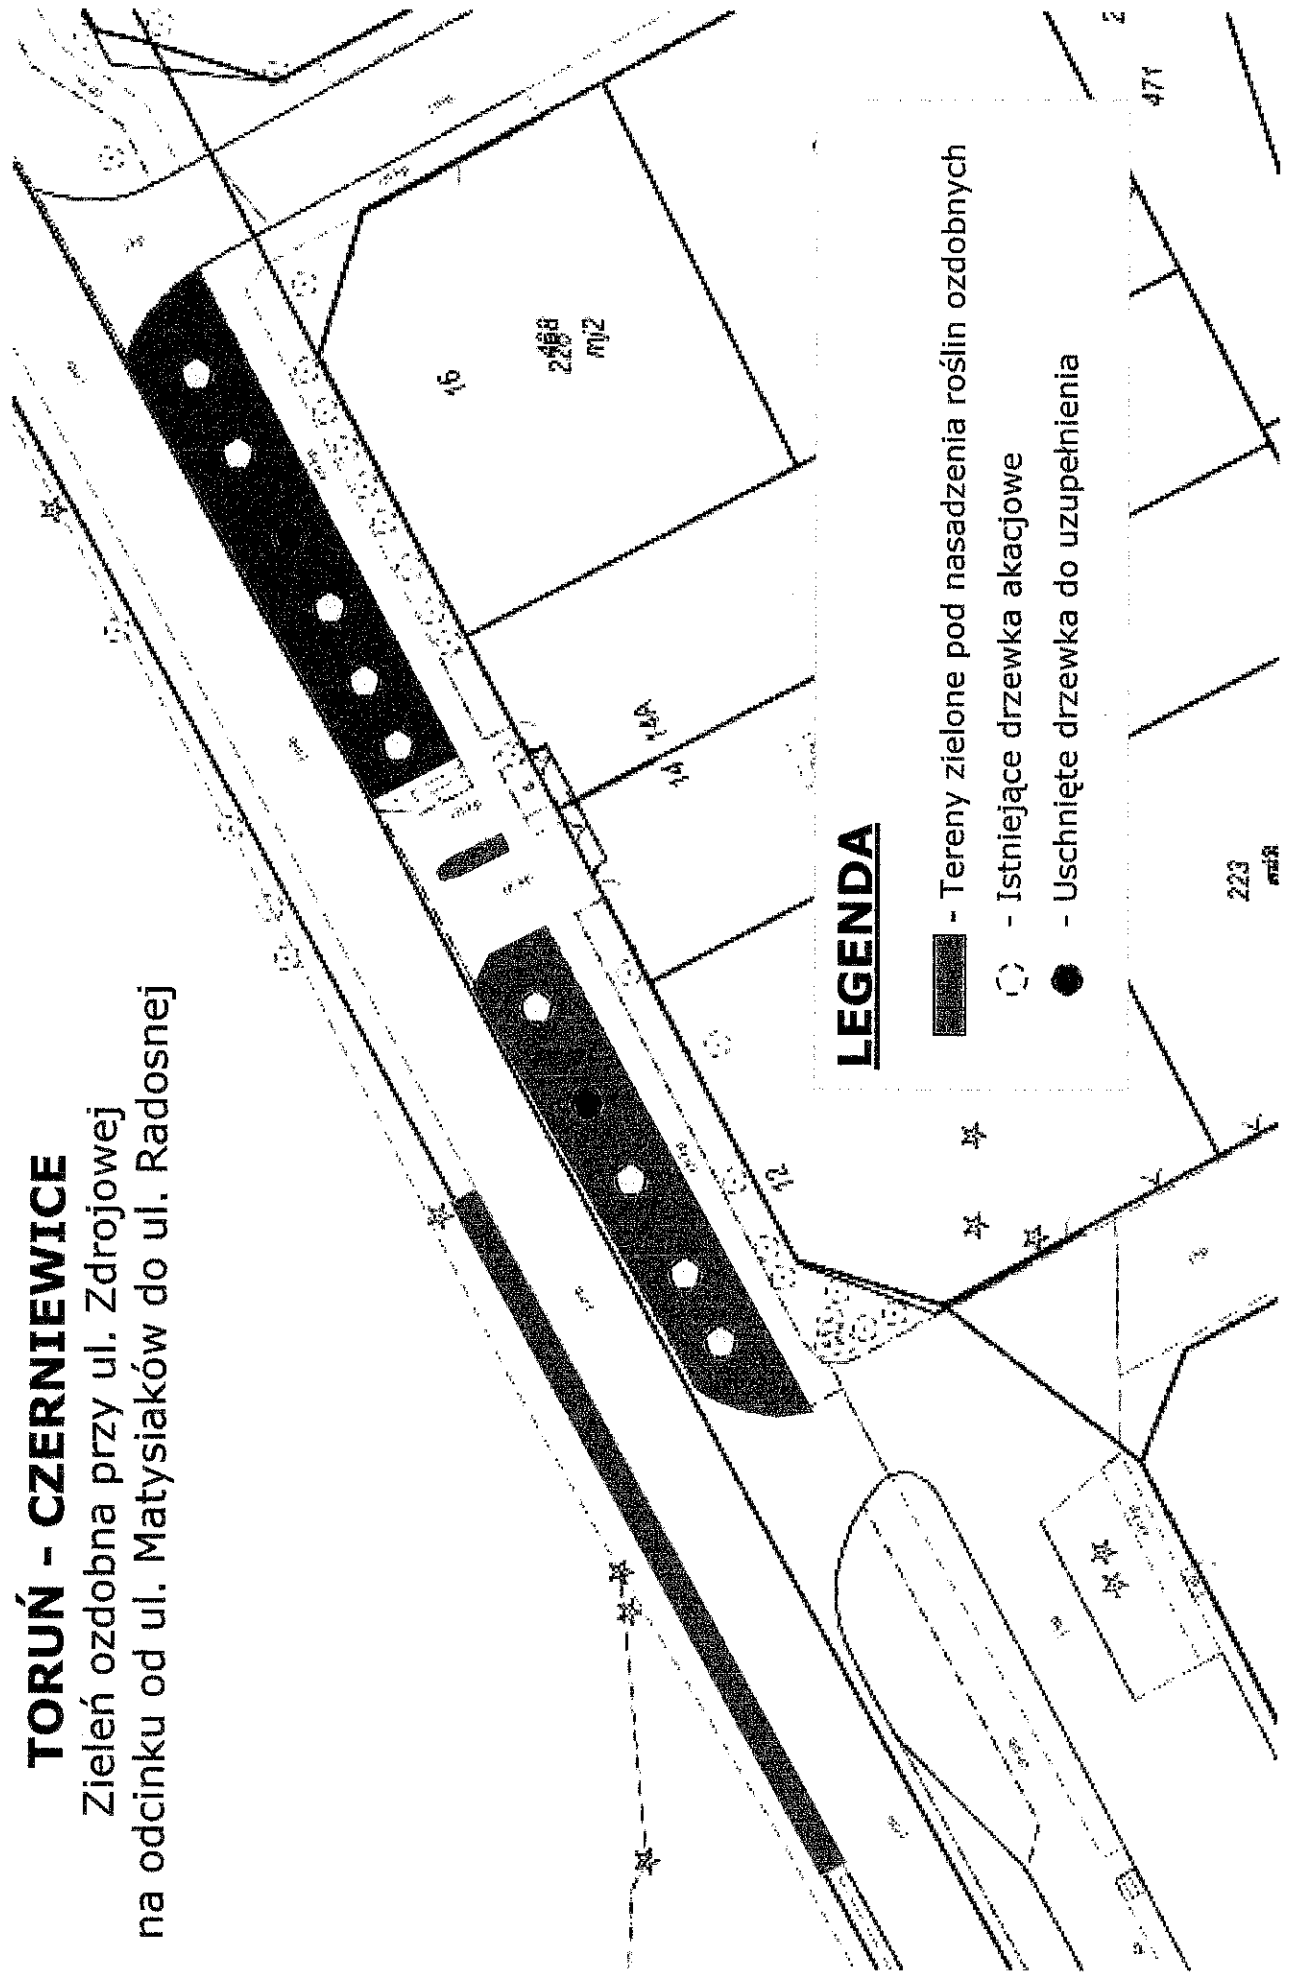 TORUŃ - CZERNIEWICE
Zieleń ozdobna przy ul. Zdrojowej
na odcinku od ul. Matysiaków do ul. Radosnej
16
mj2
14A
14
12
471
223
LEGENDA
- Tereny zielone pod nasadzenia roślin ozdobnych
- Istniejące drzewka akacjowe
- Uschnięte drzewka do uzupełnienia